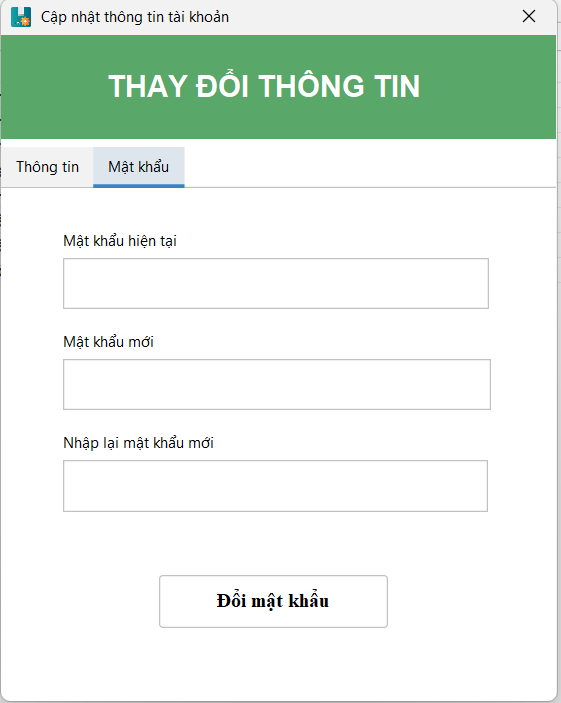 Cập nhật thông tin tài khoản
THAY ĐỔI THÔNG TIN
Thông tin Mật khẩu
Mật khẩu hiện tại
Mật khẩu mới
Nhập lại mật khẩu mới
Đổi mật khẩu